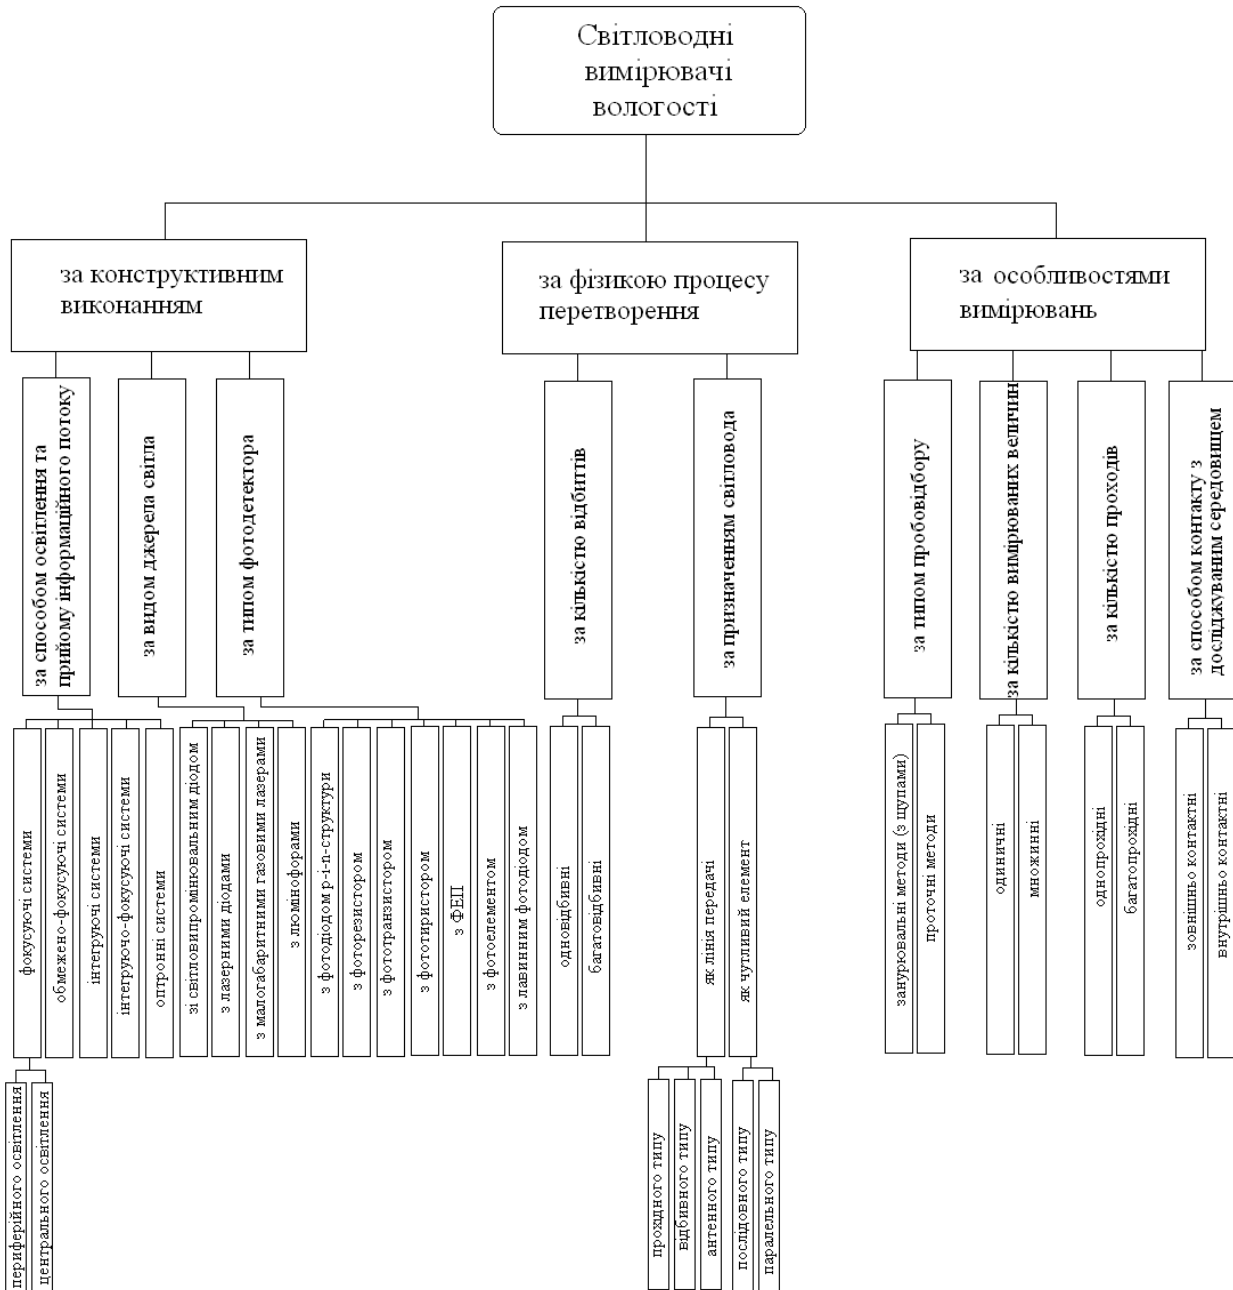 Світловодні
вимірювачі
вологості
за конструктивним
виконанням
за фізикою процесу
перетворення
за особливостями
вимірювань
за способом освітлення та
прийому інформаційного потоку
за видом джерела світла
за типом фотодетектора
за кількістю відбиттів
за призначенням світловода
за типом пробовідбору
за кількістю вимірюваних величин
за кількістю проходів
за способом контакту з
досліджуваним середовищем
фокусуючі системи
обмежено-фокусуючі системи
інтегруючі системи
інтегруючо-фокусуючі системи
оптронні системи
зі світловипромінювальним діодом
з лазерними діодами
з малогабаритними газовими лазерами
з люмінофорами
з фотодіодом p-i-n-структури
з фоторезистором
з фототранзистором
з фототиристором
з ФЕП
з фотоелементом
з лавинним фотодіодом
одновідбивні
багатовідбивні
як лінія передачі
як чутливий елемент
занурювальні методи (з щупами)
проточні методи
одиничні
множинні
однопрохідні
багатопрохідні
зовнішньо контактні
внутрішньо контактні
периферійного освітлення
центрального освітлення
прохідного типу
відбивного типу
антенного типу
послідовного типу
паралельного типу